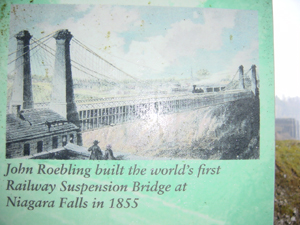 John Roebling built the world's first
Railway Suspension Bridge at
Niagara Falls in 1855